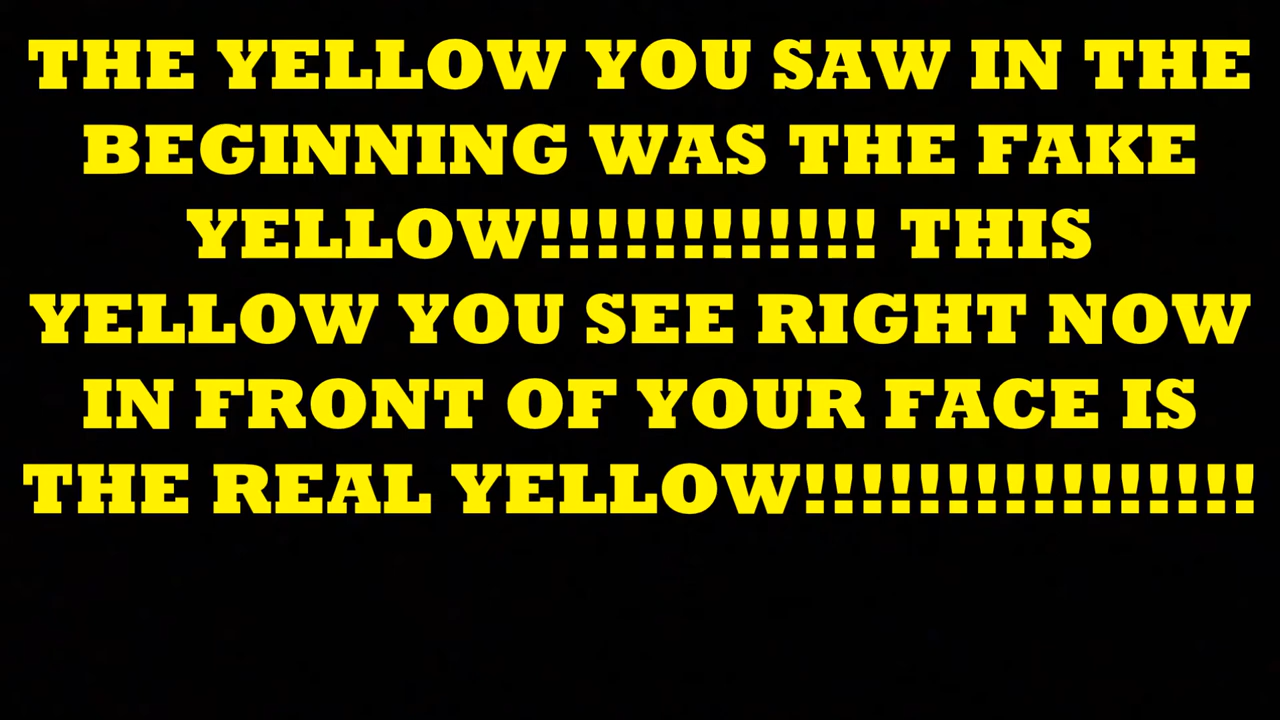 THE YELLOW YOU SAW IN THE
BEGINNING WAS THE FAKE
YELLOW!!!!!!!!!!!! THIS
YELLOW YOU SEE RIGHT NOW
IN FRONT OF YOUR FACE IS
THE REAL YELLOW!!!!!!!!!!!!!!!!